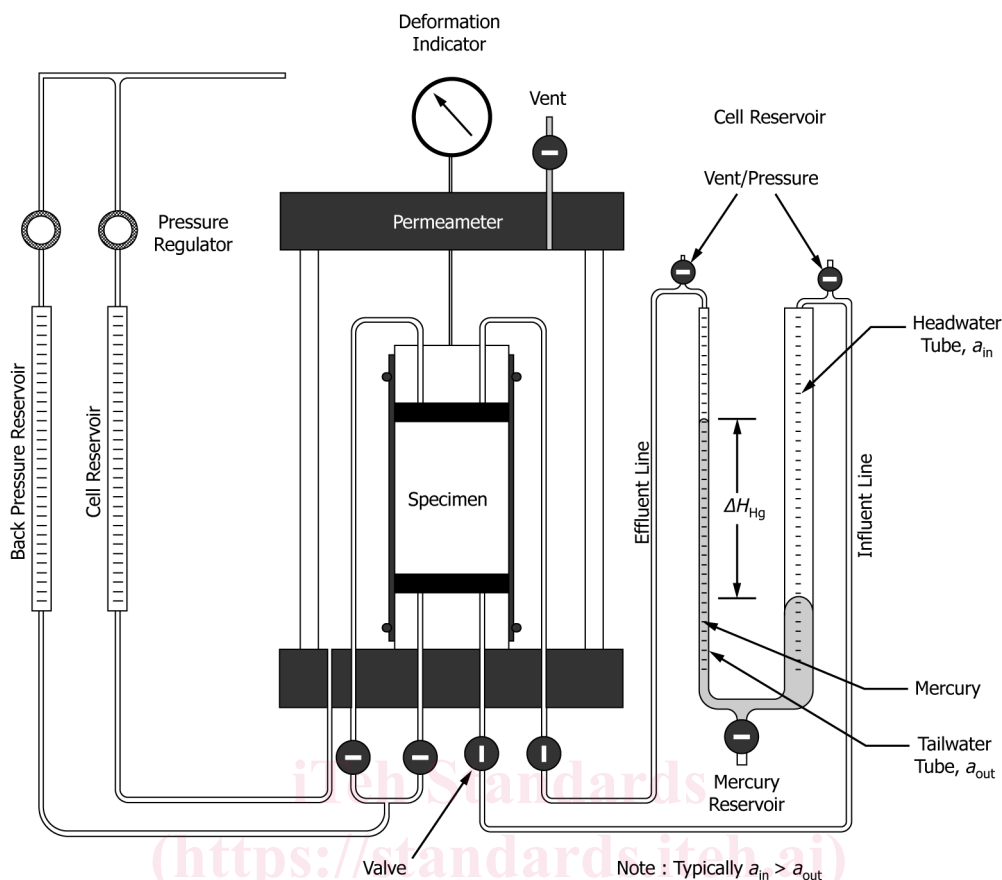 Deformation
Indicator
Vent
Cell Reservoir
Vent/Pressure
Permeameter
Pressure
Regulator
Headwater
Tube, a_in
Back Pressure Reservoir
Cell Reservoir
Specimen
Effluent Line
ΔH_Hg
Influent Line
Mercury
Tailwater
Tube, a_out
Mercury
Reservoir
iTeh Standards
(https://standards.iteh.ai)
Valve
Note : Typically a_in > a_out